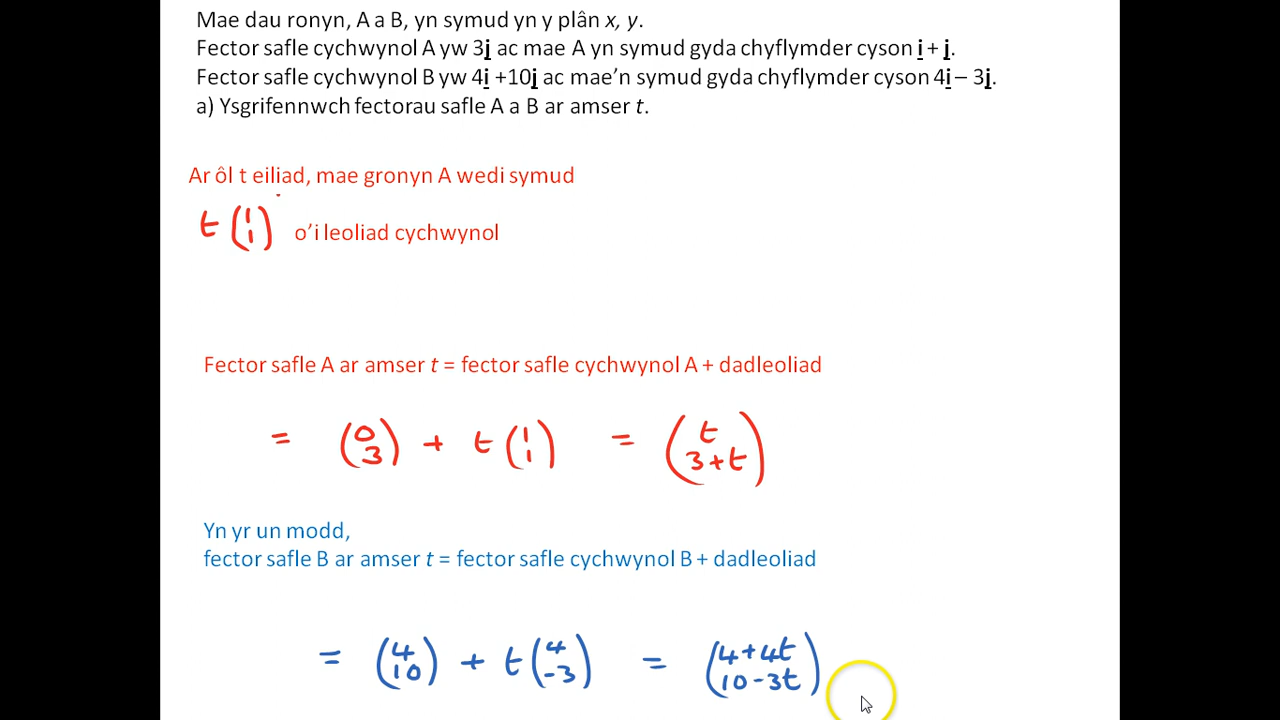 Mae dau ronyn, A a B, yn symud yn y plân x, y.
Fector safle cychwynol A yw 3j ac mae A yn symud gyda chyflymder cyson i + j.
Fector safle cychwynol B yw 4i +10j ac mae’n symud gyda chyflymder cyson 4i – 3j.
a) Ysgrifennwch fectorau safle A a B ar amser t.
Ar ôl t eiliad, mae gronyn A wedi symud
t (1 1) o’i leoliad cychwynol
Fector safle A ar amser t = fector safle cychwynol A + dadleoliad
= (0 3) + t (1 1) = (t 3+t)
Yn yr un modd,
fector safle B ar amser t = fector safle cychwynol B + dadleoliad
= (4 10) + t (4 -3) = (4+4t 10-3t)